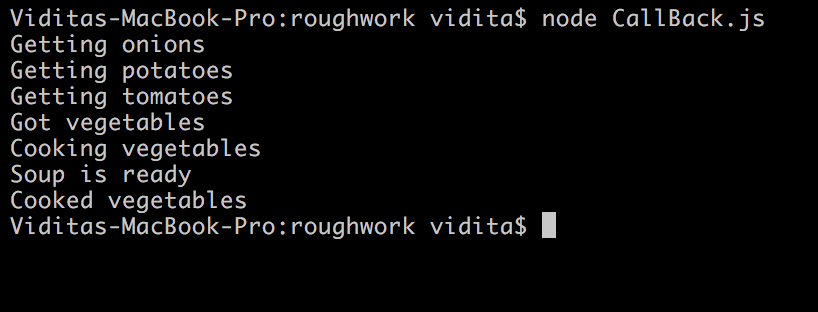 Viditas-MacBook-Pro:roughwork vidita$ node CallBack.js
Getting onions
Getting potatoes
Getting tomatoes
Got vegetables
Cooking vegetables
Soup is ready
Cooked vegetables
Viditas-MacBook-Pro:roughwork vidita$